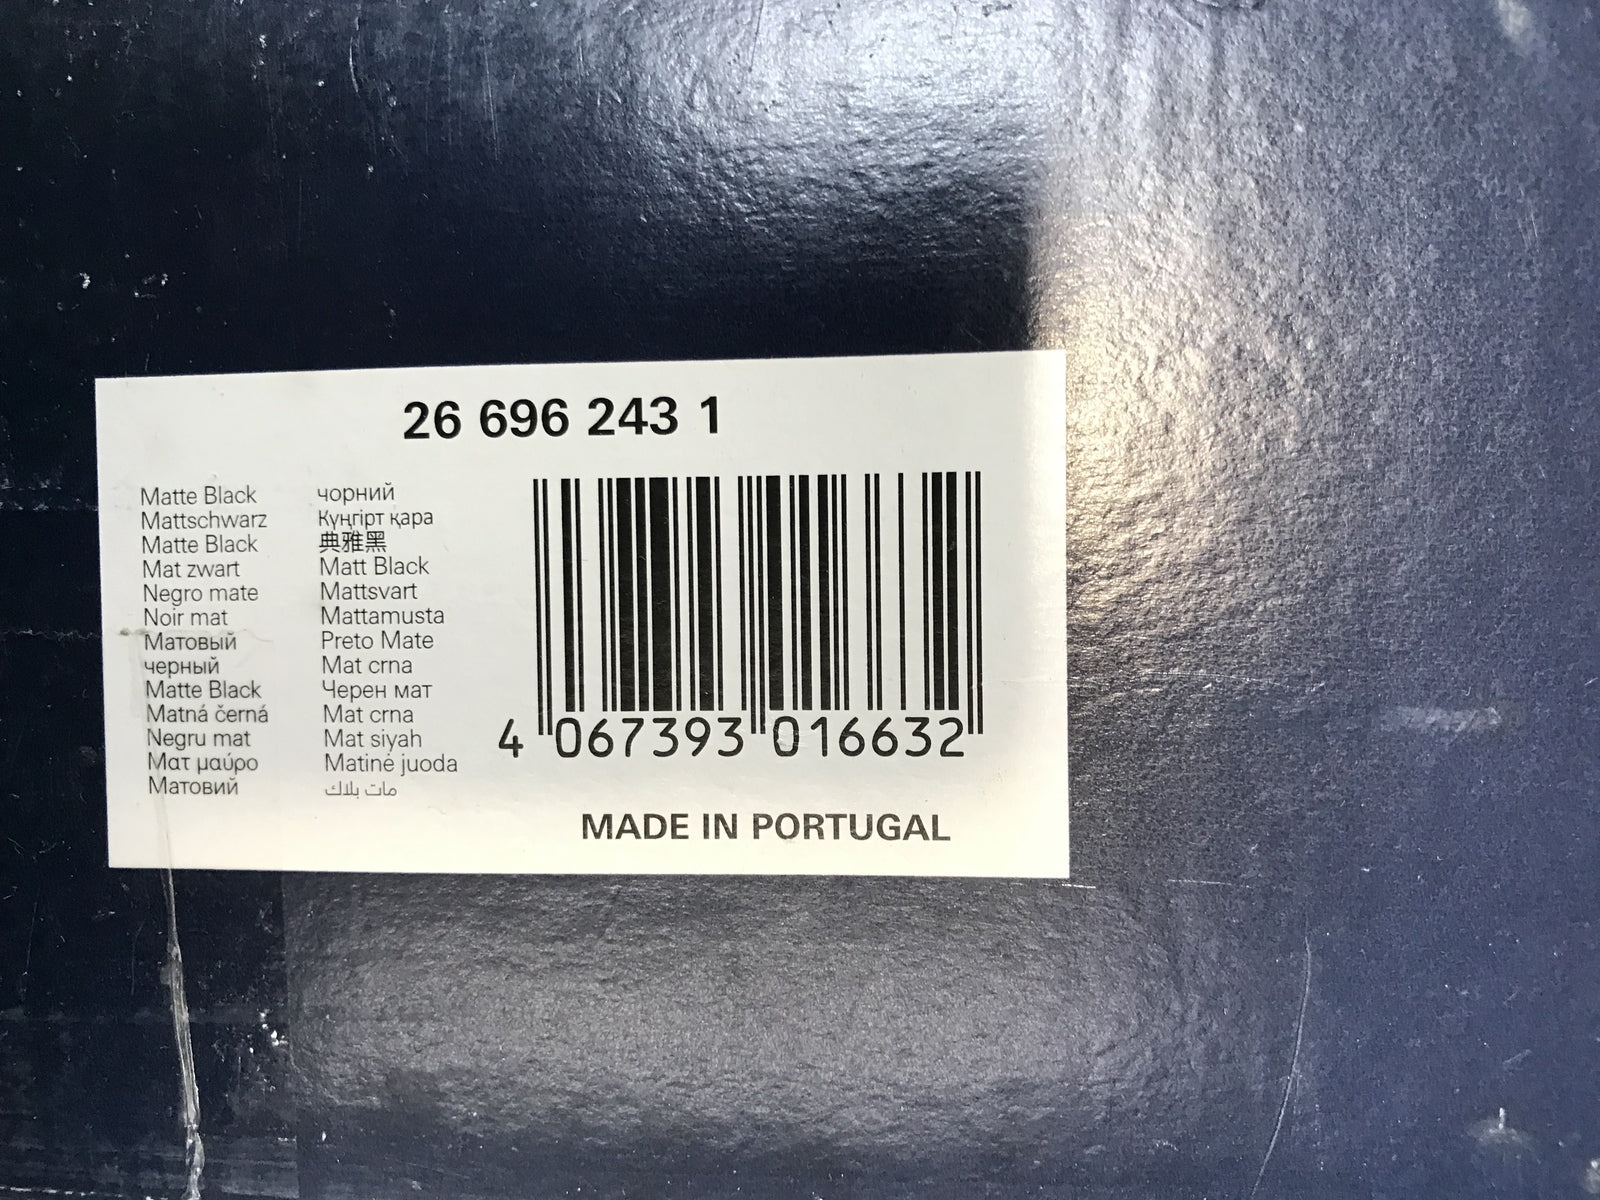 26 696 243 1
Matte Black
Mattschwarz
Matte Black
Mat zwart
Negro mate
Noir mat
Матовый
черный
Matte Black
Matná černá
Negru mat
Ματ μαύρο
Матовий
чорний
Күңгірт қара
典雅黑
Matt Black
Mattsvart
Mattamusta
Preto Mate
Mat crna
Черен мат
Mat crna
Mat siyah
Matinė juoda
مات بلاك
4 067393 016632
MADE IN PORTUGAL